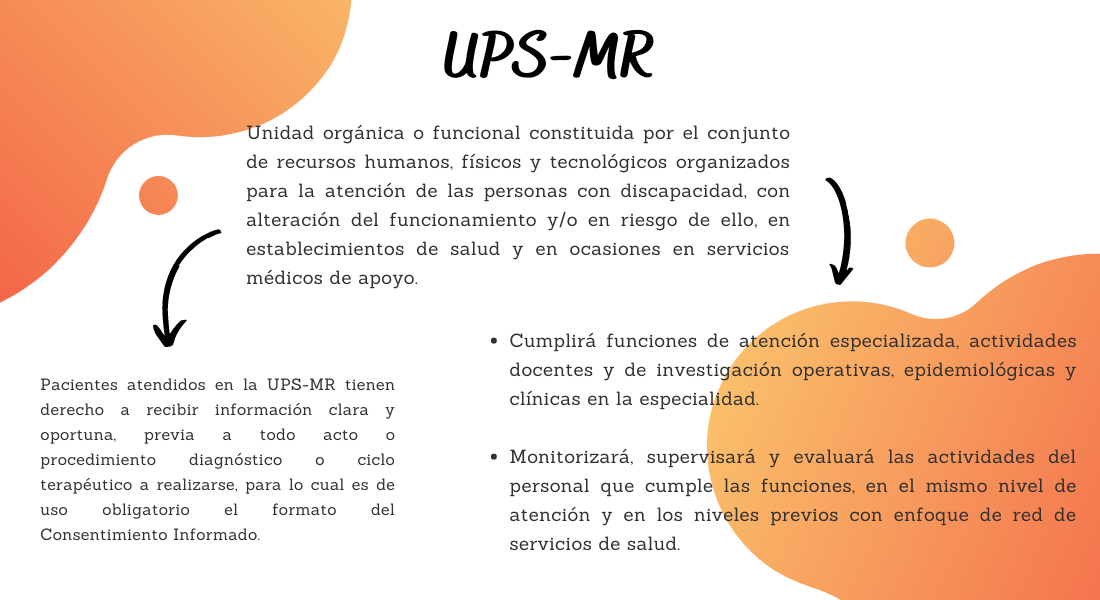 UPS-MR
Unidad orgánica o funcional constituida por el conjunto
de recursos humanos, físicos y tecnológicos organizados
para la atención de las personas con discapacidad, con
alteración del funcionamiento y/o en riesgo de ello, en
establecimientos de salud y en ocasiones en servicios
médicos de apoyo.
Pacientes atendidos en la UPS-MR tienen
derecho a recibir información clara y
oportuna, previa a todo acto o
procedimiento diagnóstico o ciclo
terapéutico a realizarse, para lo cual es de
uso obligatorio el formato del
Consentimiento Informado.
• Cumplirá funciones de atención especializada, actividades
docentes y de investigación operativas, epidemiológicas y
clínicas en la especialidad.
• Monitorizará, supervisará y evaluará las actividades del
personal que cumple las funciones, en el mismo nivel de
atención y en los niveles previos con enfoque de red de
servicios de salud.